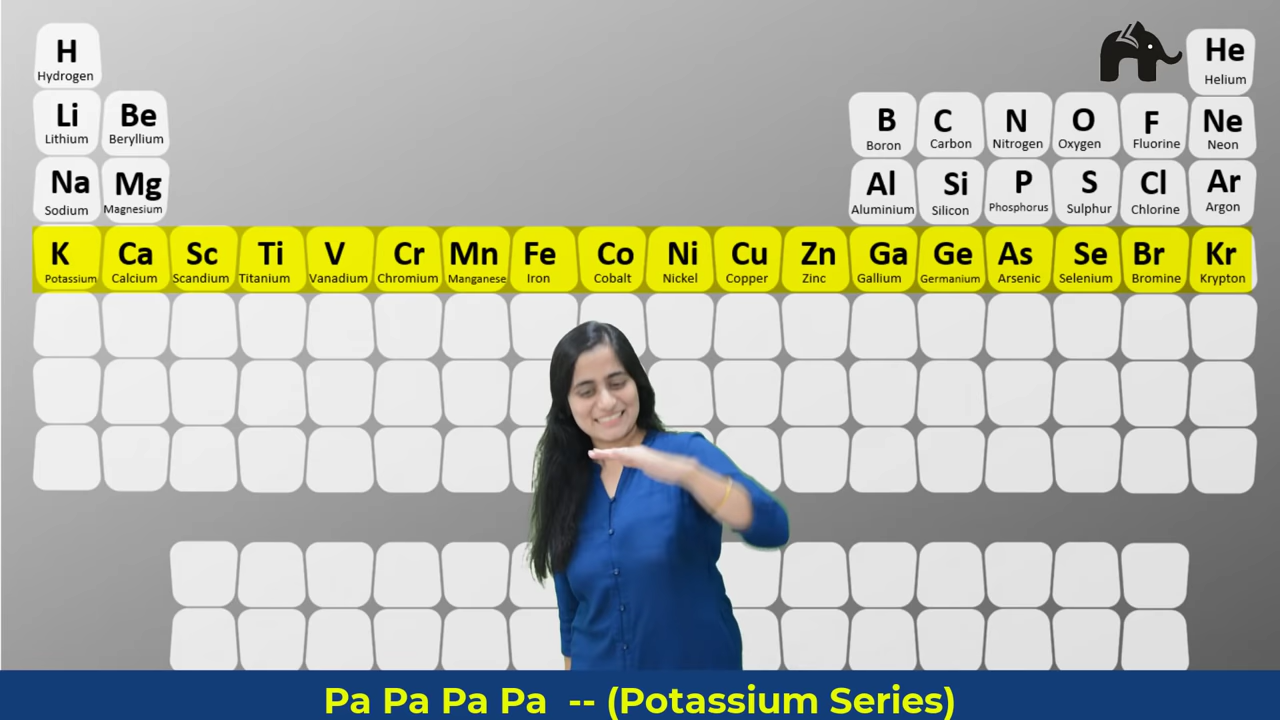 H He
Hydrogen Helium
Li Be B C N O F Ne
Lithium Beryllium Boron Carbon Nitrogen Oxygen Fluorine Neon
Na Mg Al Si P S Cl Ar
Sodium Magnesium Aluminium Silicon Phosphorus Sulphur Chlorine Argon
K Ca Sc Ti V Cr Mn Fe Co Ni Cu Zn Ga Ge As Se Br Kr
Potassium Calcium Scandium Titanium Vanadium Chromium Manganese Iron Cobalt Nickel Copper Zinc Gallium Germanium Arsenic Selenium Bromine Krypton
Pa Pa Pa Pa -- (Potassium Series)